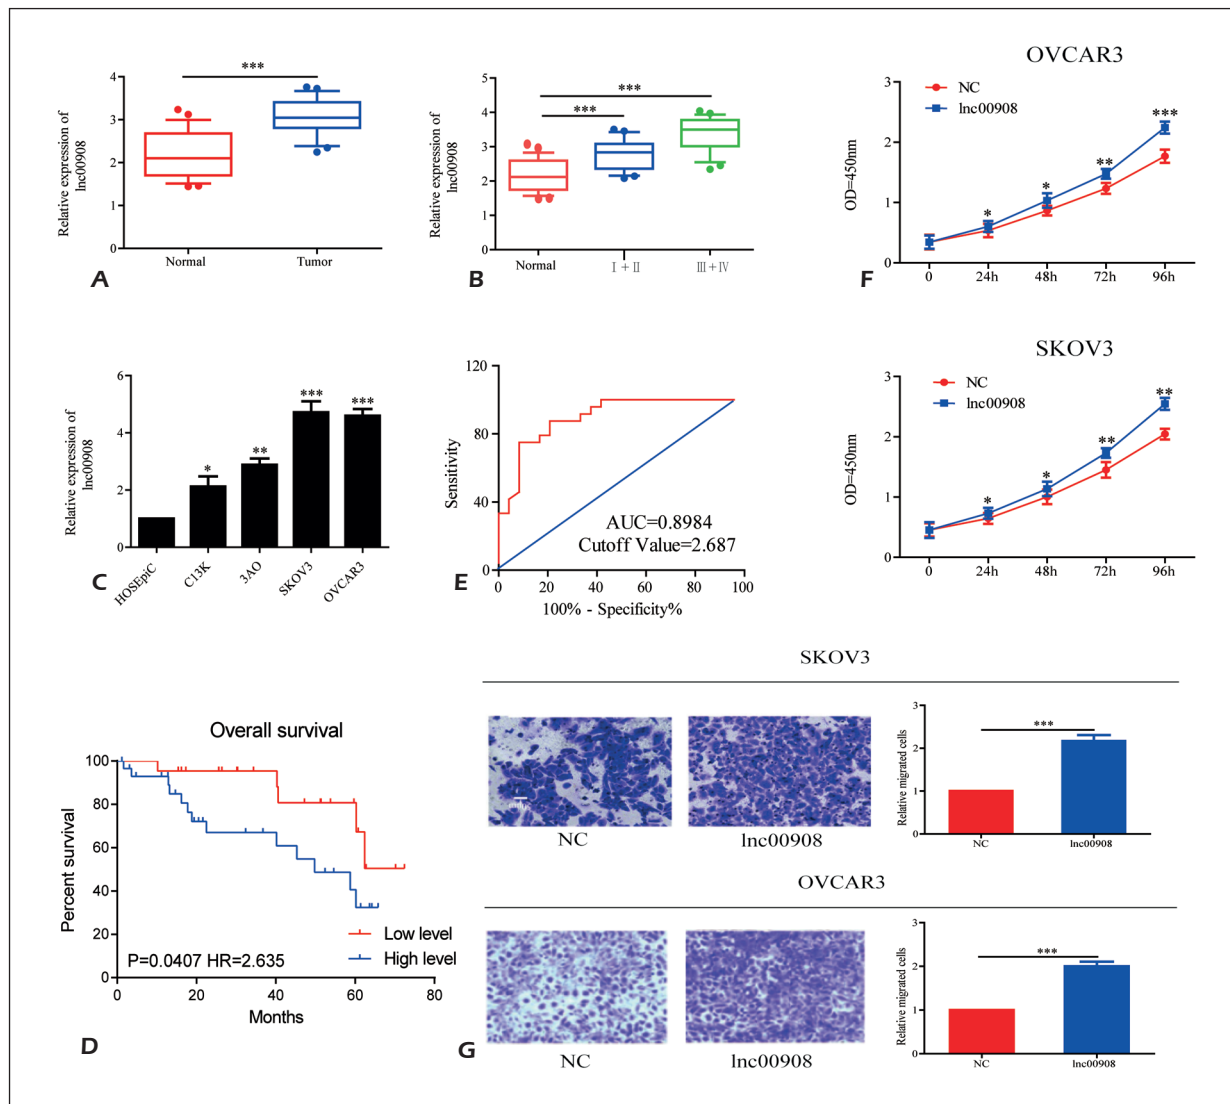 ***
4
3
2
1
0
Relative expression of
lnc00908
Normal
Tumor
A
***
***
5
4
3
2
1
0
Relative expression of
lnc00908
Normal
Ⅰ+Ⅱ
Ⅲ+Ⅳ
B
OVCAR3
NC
lnc00908
3
2
1
0
OD=450nm
*
*
**
***
0
24h
48h
72h
96h
F
6
4
2
0
Relative expression of
lnc00908
*
**
***
***
HOSEpiC
C13K
3AO
SKOV3
OVCAR3
C
120
80
40
0
Sensitivity
AUC=0.8984
Cutoff Value=2.687
0
20
40
60
80
100
100% - Specificity%
E
SKOV3
NC
lnc00908
3
2
1
0
OD=450nm
*
*
**
**
0
24h
48h
72h
96h
Overall survival
100
80
60
40
20
0
Percent survival
Low level
High level
P=0.0407 HR=2.635
0
20
40
60
80
Months
D
SKOV3
NC
lnc00908
3
2
1
0
Relative migrated cells
***
NC
lnc00908
OVCAR3
NC
lnc00908
3
2
1
0
Relative migrated cells
***
NC
lnc00908
G